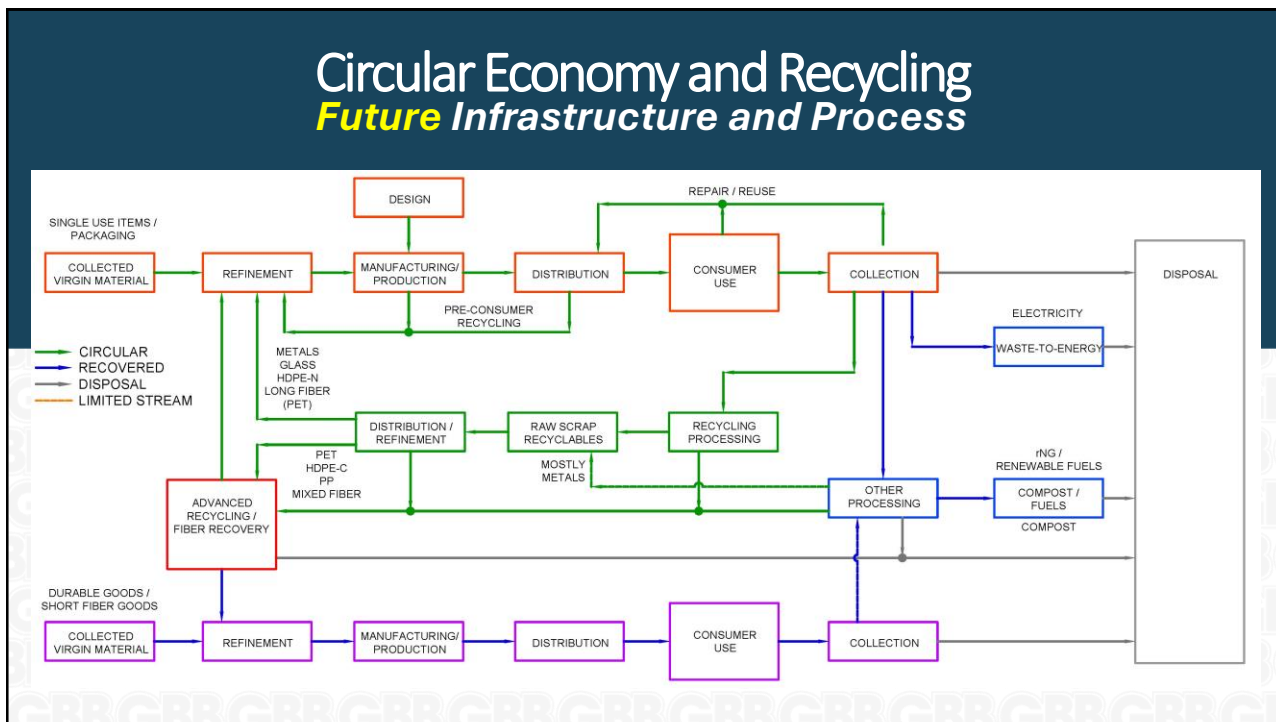 Circular Economy and Recycling
Future Infrastructure and Process
DESIGN
REPAIR / REUSE
SINGLE USE ITEMS /
PACKAGING
COLLECTED
VIRGIN MATERIAL
REFINEMENT
MANUFACTURING/
PRODUCTION
DISTRIBUTION
CONSUMER
USE
COLLECTION
DISPOSAL
PRE-CONSUMER
RECYCLING
ELECTRICITY
WASTE-TO-ENERGY
CIRCULAR
RECOVERED
DISPOSAL
LIMITED STREAM
METALS
GLASS
HDPE-N
LONG FIBER
(PET)
DISTRIBUTION /
REFINEMENT
RAW SCRAP
RECYCLABLES
RECYCLING
PROCESSING
PET
HDPE-C
PP
MIXED FIBER
MOSTLY
METALS
ADVANCED
RECYCLING /
FIBER RECOVERY
OTHER
PROCESSING
rNG /
RENEWABLE FUELS
COMPOST /
FUELS
COMPOST
DURABLE GOODS /
SHORT FIBER GOODS
COLLECTED
VIRGIN MATERIAL
REFINEMENT
MANUFACTURING/
PRODUCTION
DISTRIBUTION
CONSUMER
USE
COLLECTION